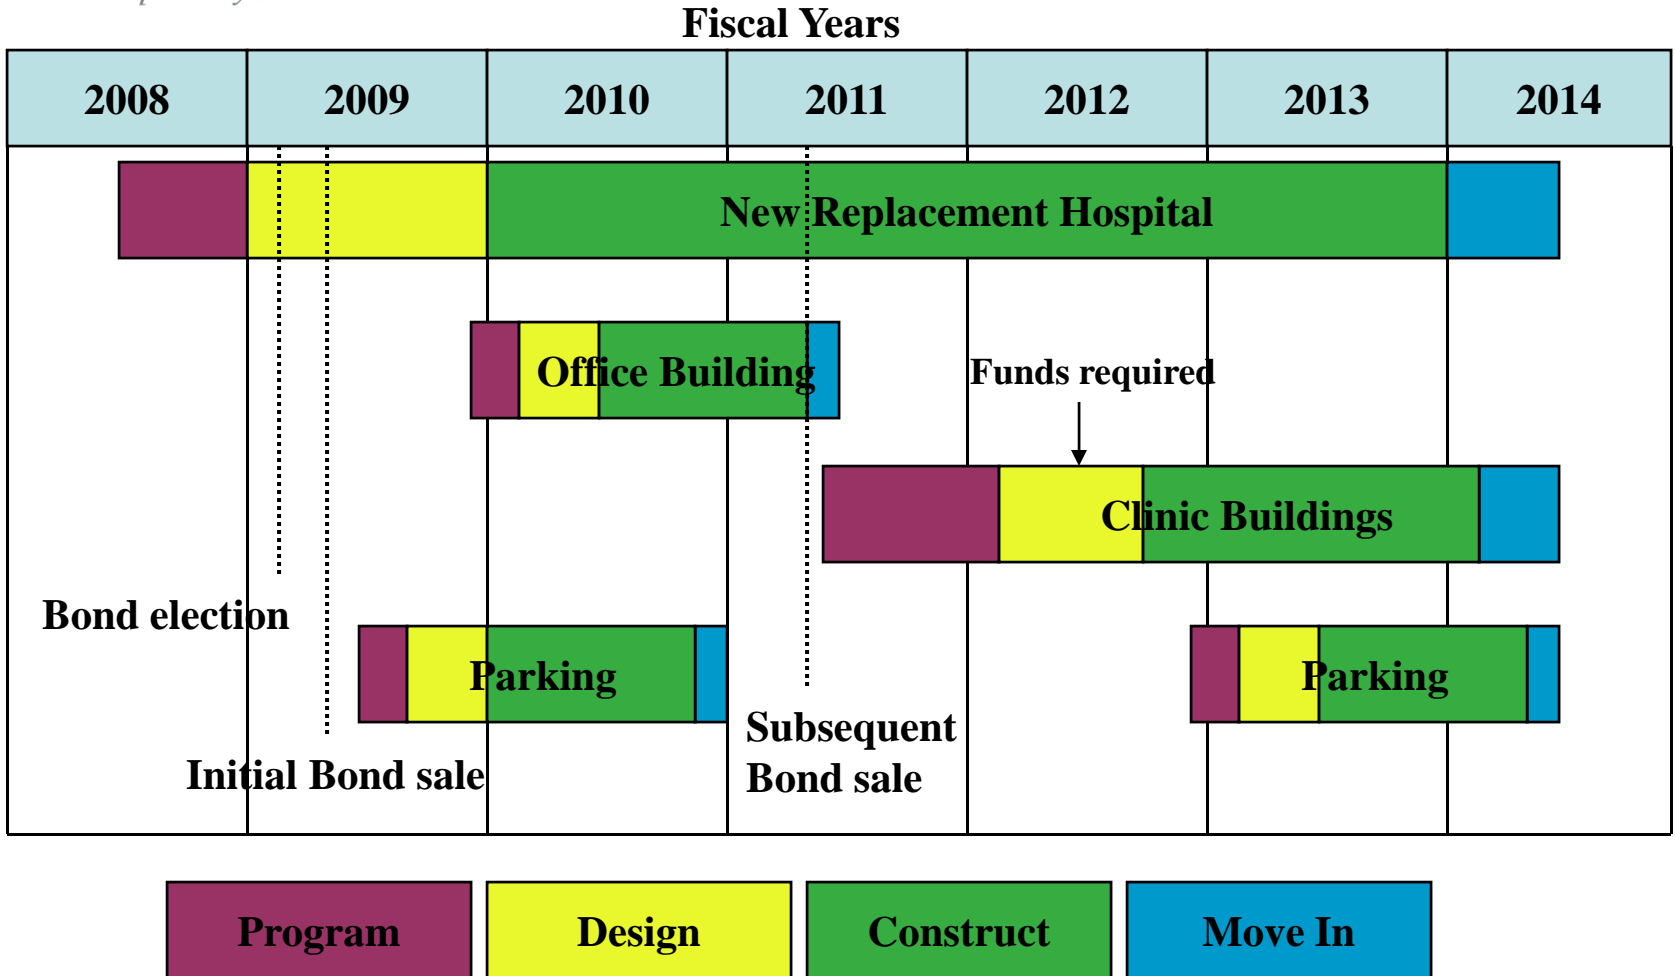 Fiscal Years
2008 2009 2010 2011 2012 2013 2014
New Replacement Hospital
Office Building
Funds required
Clinic Buildings
Bond election
Parking
Parking
Subsequent
Bond sale
Initial Bond sale
Program Design Construct Move In